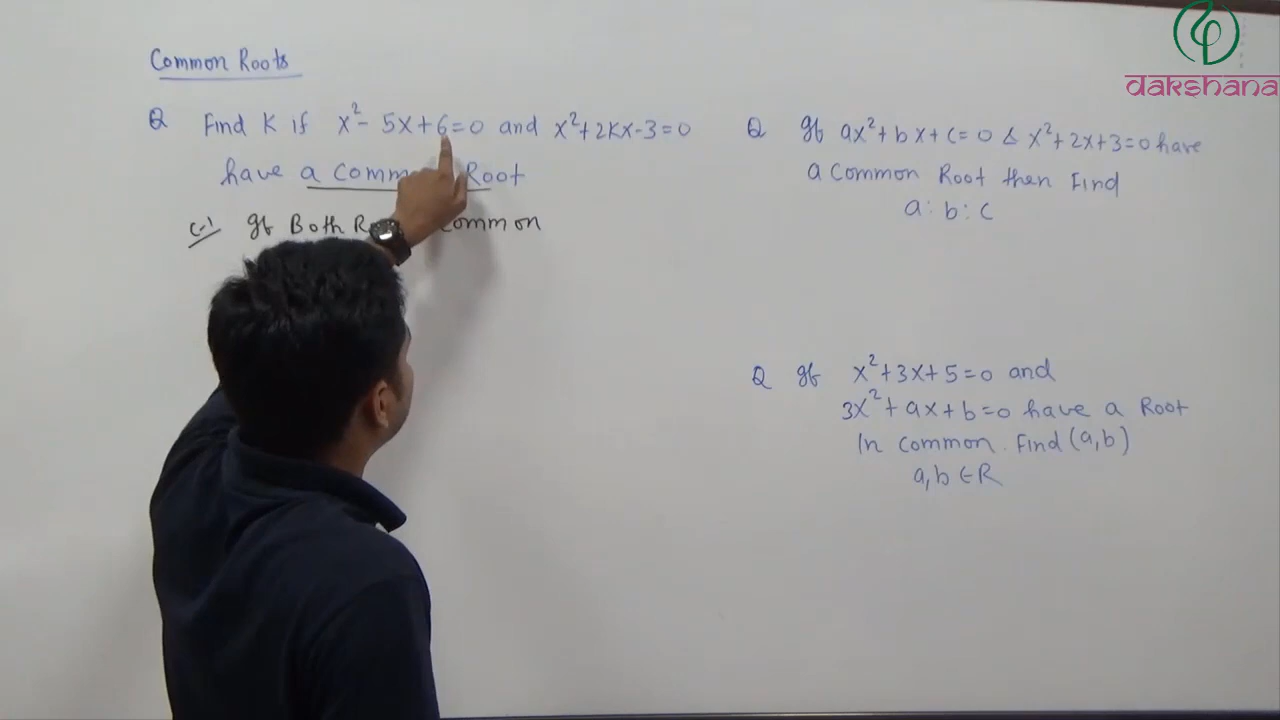 Common Roots
Q Find K if x² - 5x + 6 = 0 and x² + 2Kx - 3 = 0
have a Common Root
C-1 If Both Common
Q If ax² + bx + c = 0 & x² + 2x + 3 = 0 have
a Common Root then Find
a : b : c
Q If x² + 3x + 5 = 0 and
3x² + ax + b = 0 have a Root
In common. Find (a,b)
a,b ∈ R
dakshana